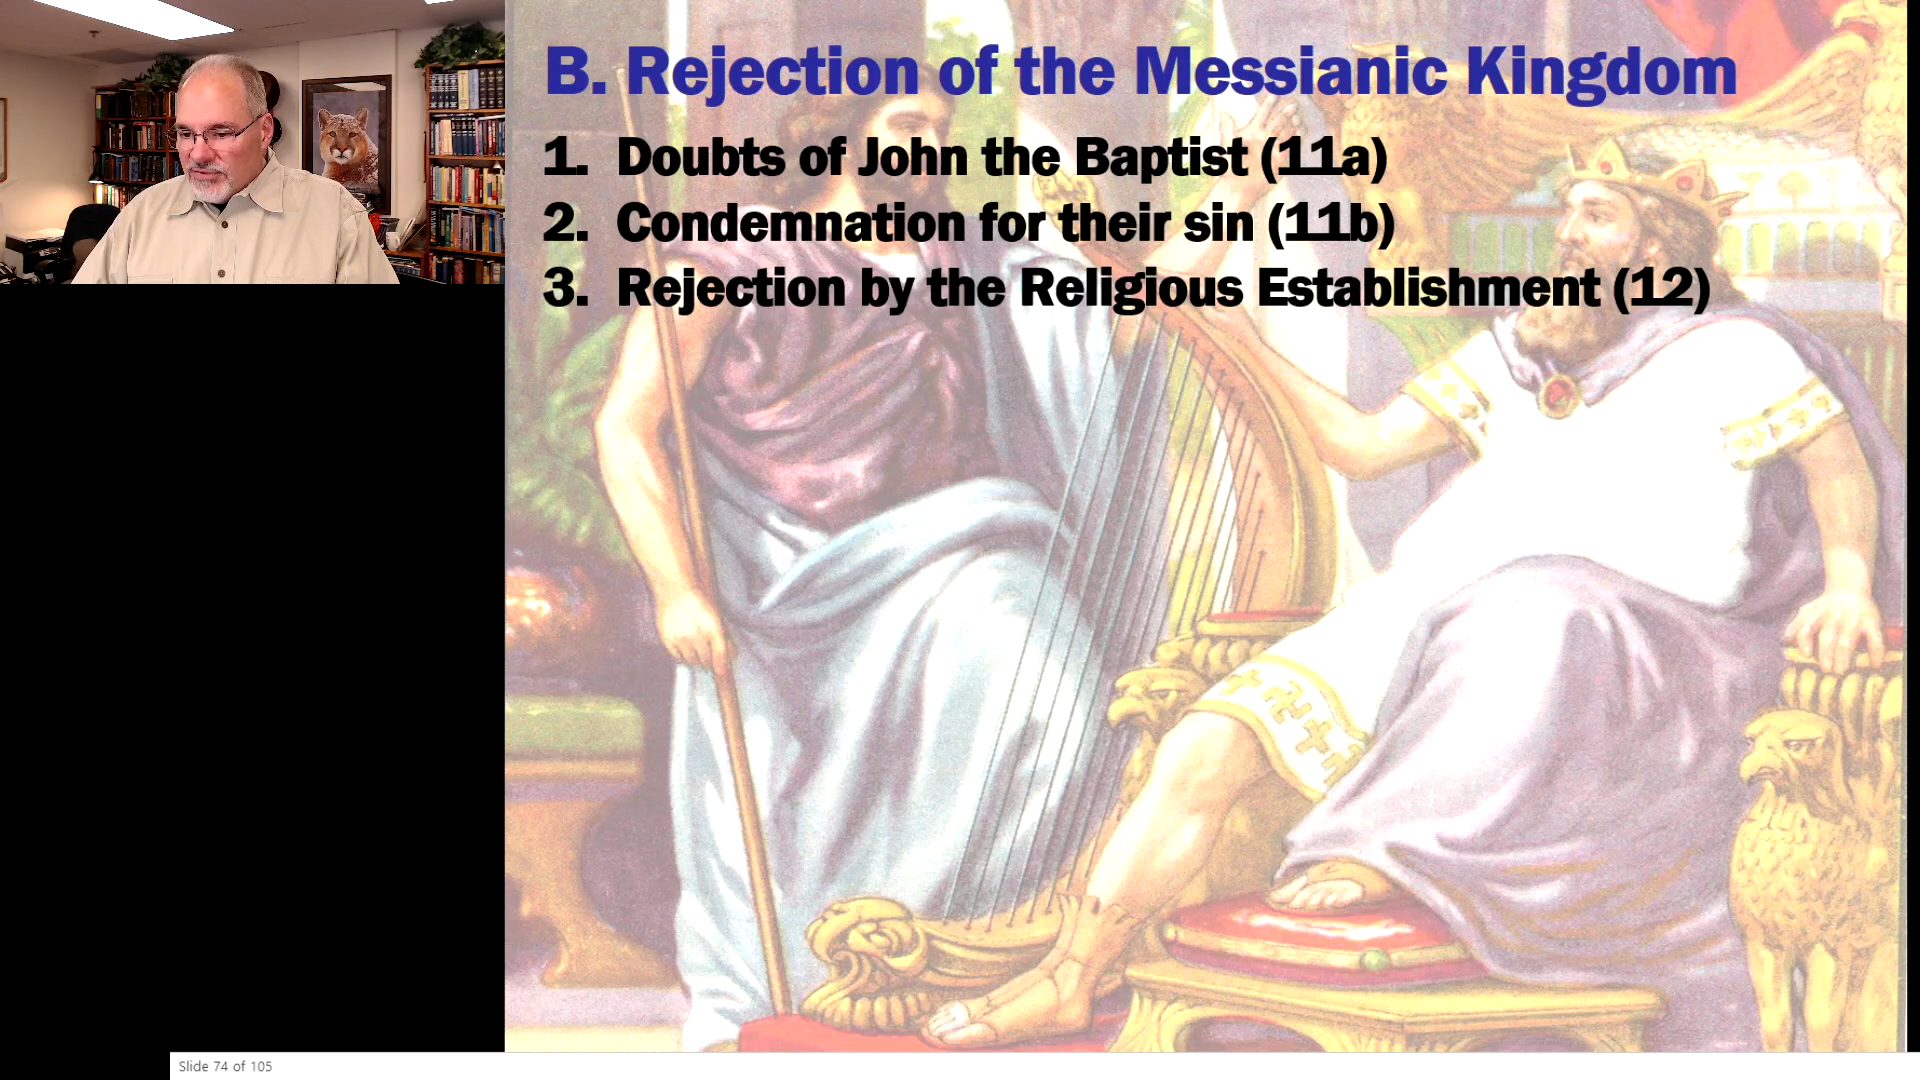 B. Rejection of the Messianic Kingdom
1. Doubts of John the Baptist (11a)
2. Condemnation for their sin (11b)
3. Rejection by the Religious Establishment (12)
Slide 74 of 105